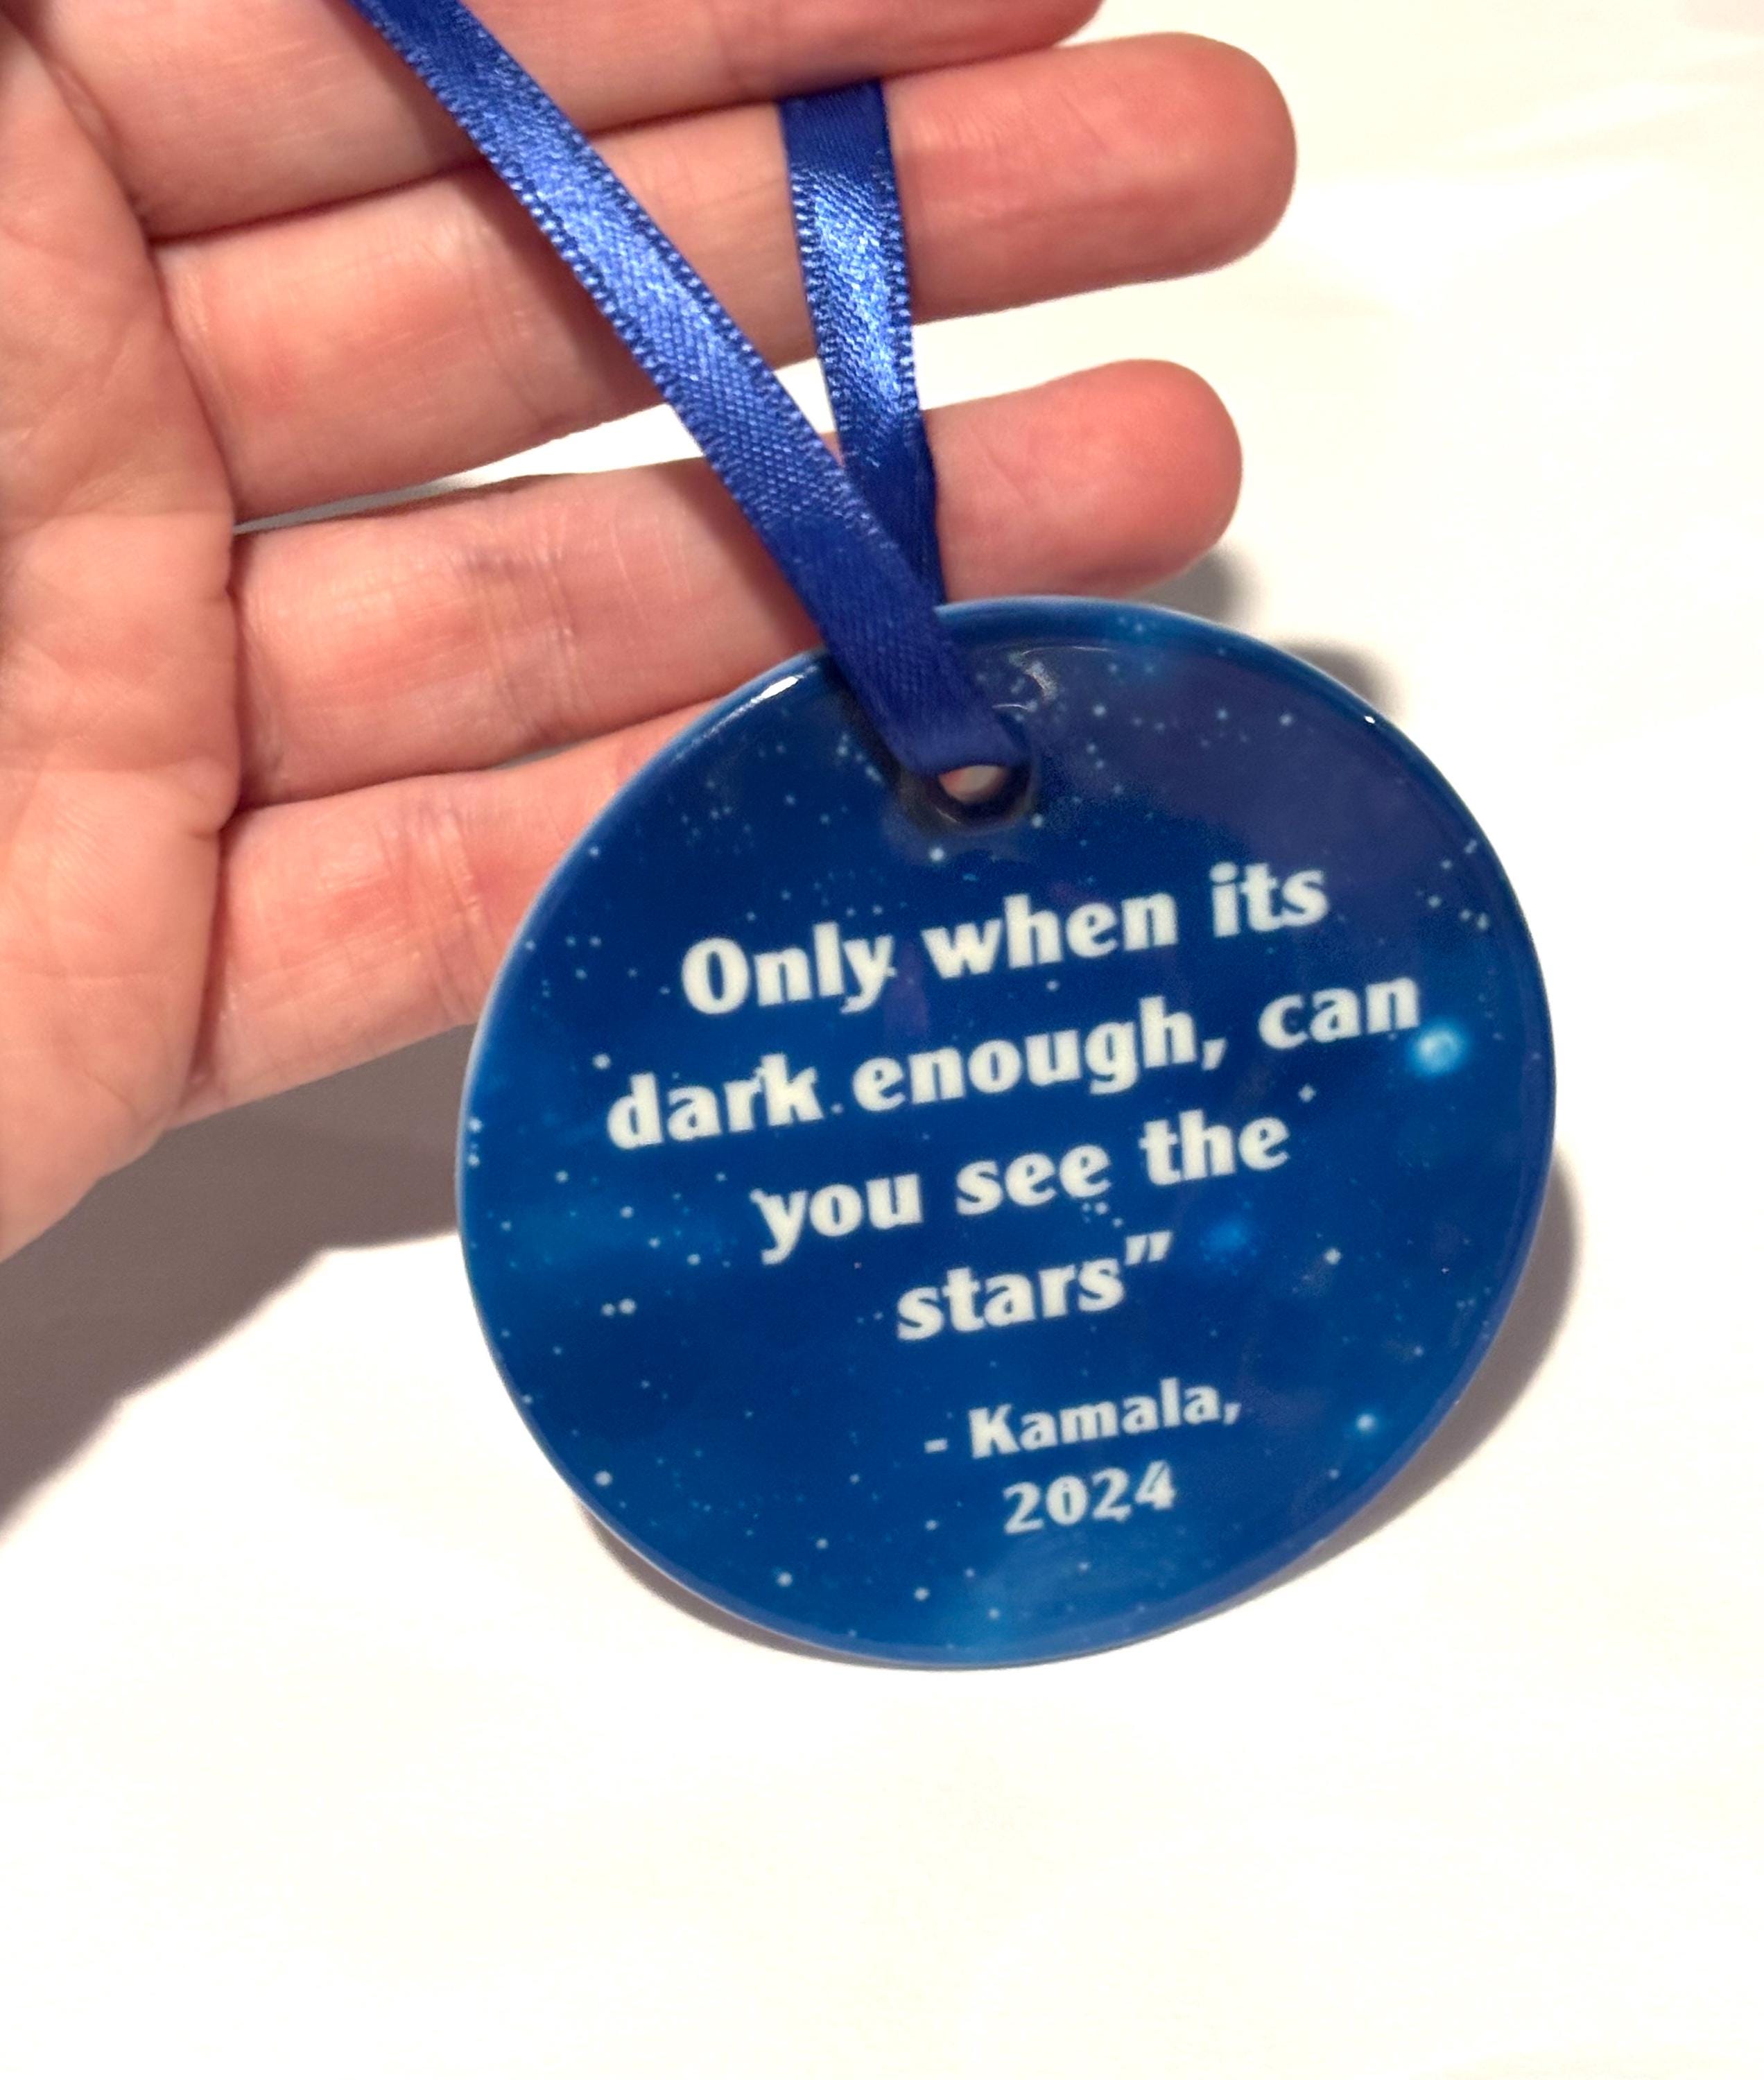 Only when its
dark enough, can
you see the
stars”
- Kamala,
2024